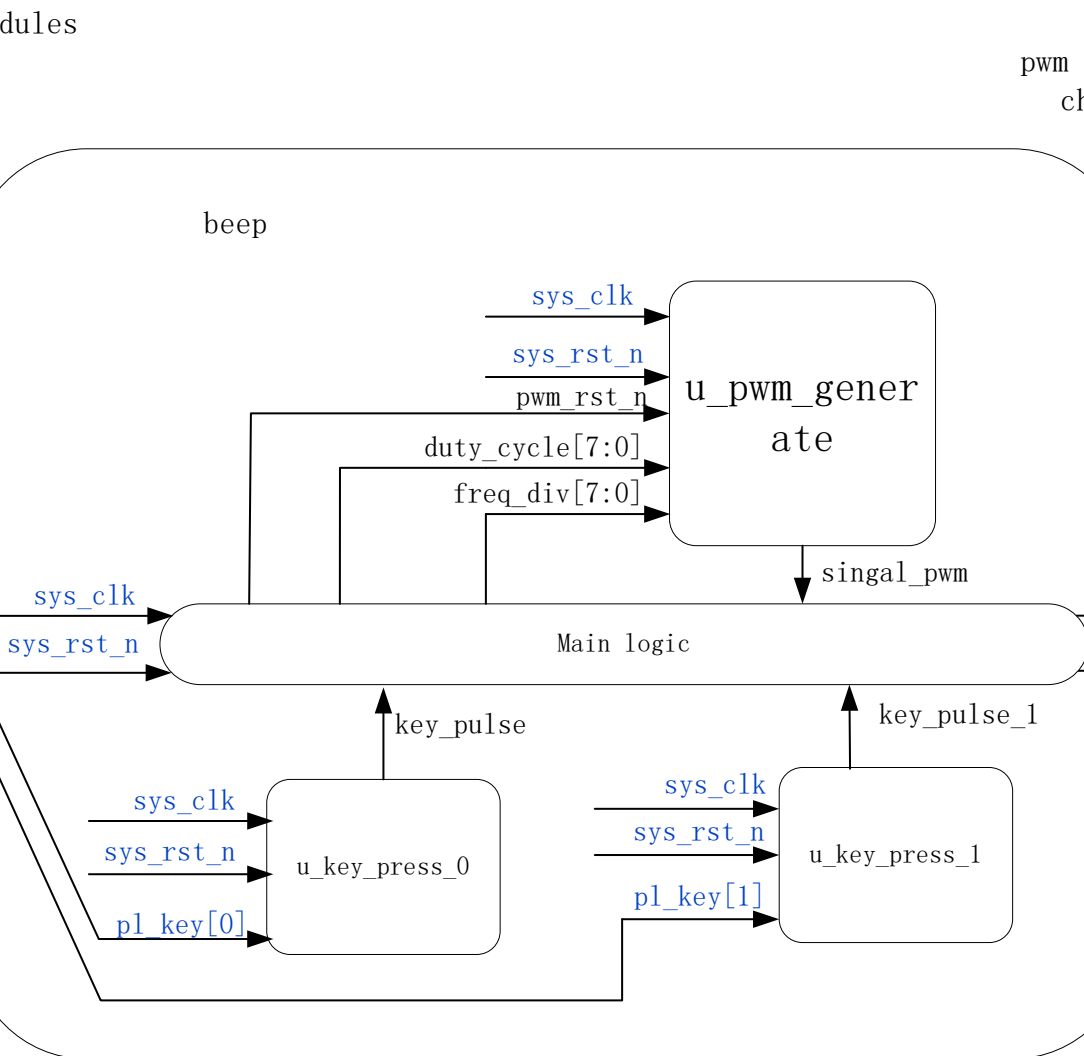 dules
pwm
ch
beep
sys_clk
sys_rst_n
pwm_rst_n
duty_cycle[7:0]
freq_div[7:0]
u_pwm_gener
ate
singal_pwm
sys_clk
sys_rst_n
Main logic
key_pulse
key_pulse_1
sys_clk
sys_rst_n
pl_key[0]
u_key_press_0
sys_clk
sys_rst_n
pl_key[1]
u_key_press_1